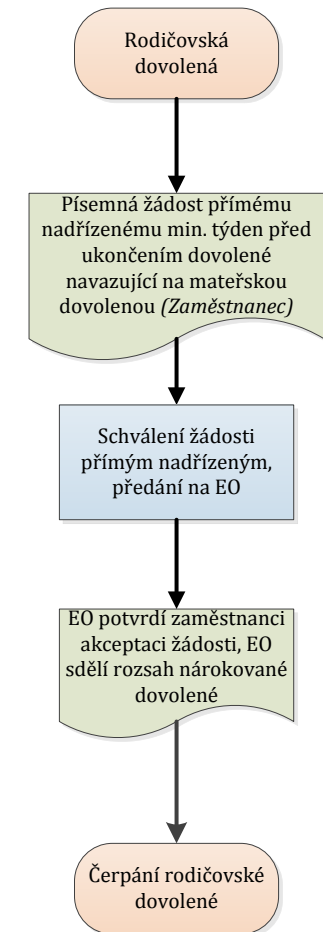 Rodičovská
dovolená
Písemná žádost přímému
nadřízenému min. týden před
ukončením dovolené
navazující na mateřskou
dovolenou (Zaměstnanec)
Schválení žádosti
přímým nadřízeným,
předání na EO
EO potvrdí zaměstnanci
akceptaci žádosti, EO
sdělí rozsah nárokované
dovolené
Čerpání rodičovské
dovolené